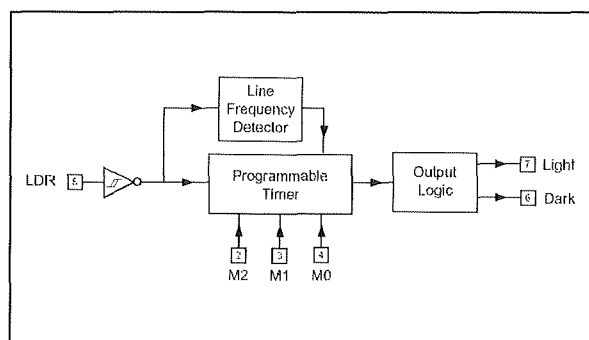 Line
Frequency
Detector
LDR
5
Programmable
Timer
Output
Logic
7
Light
6
Dark
2
3
4
M2
M1
M0